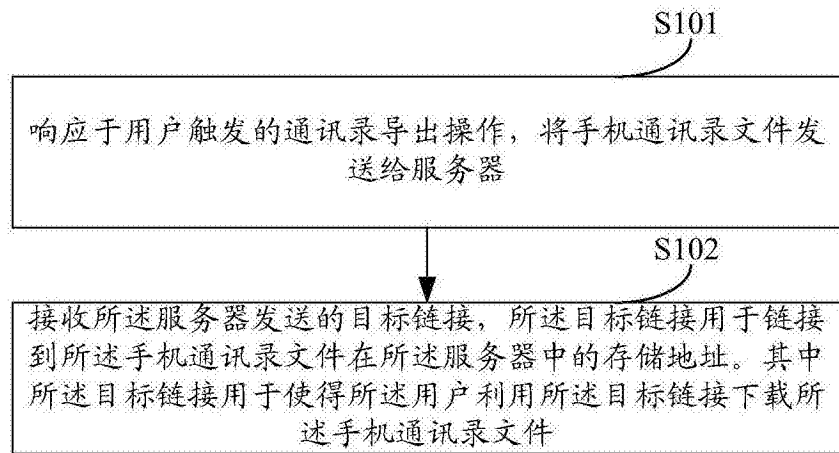 S101
响应于用户触发的通讯录导出操作，将手机通讯录文件发
送给服务器
S102
接收所述服务器发送的目标链接，所述目标链接用于链接
到所述手机通讯录文件在所述服务器中的存储地址。其中
所述目标链接用于使得所述用户利用所述目标链接下载所
述手机通讯录文件